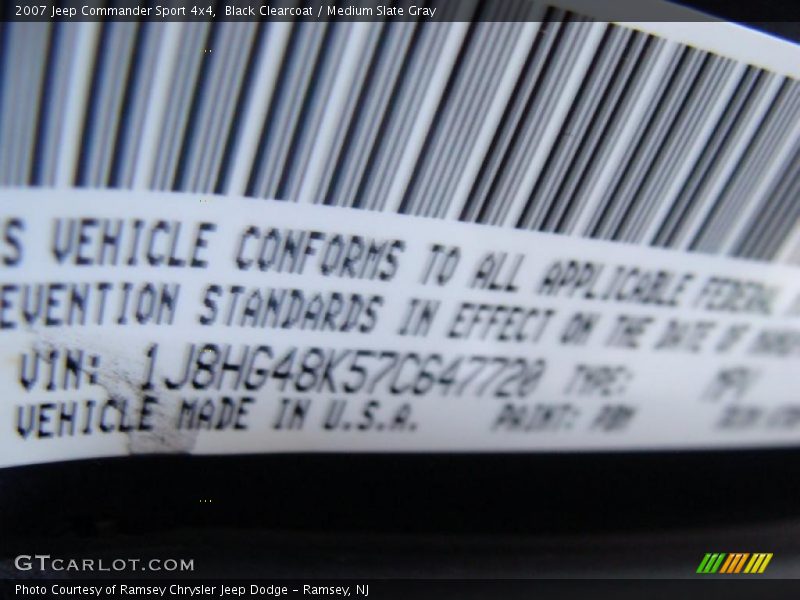 2007 Jeep Commander Sport 4x4,  Black Clearcoat / Medium Slate Gray
S VEHICLE CONFORMS TO ALL APPLICABLE FEDERAL
EVENTION STANDARDS IN EFFECT ON THE DATE OF
VIN: 1J8HG48K57C647720 TYPE: MPV
VEHICLE MADE IN U.S.A. PAINT:
GTCARLOT.COM
Photo Courtesy of Ramsey Chrysler Jeep Dodge - Ramsey, NJ